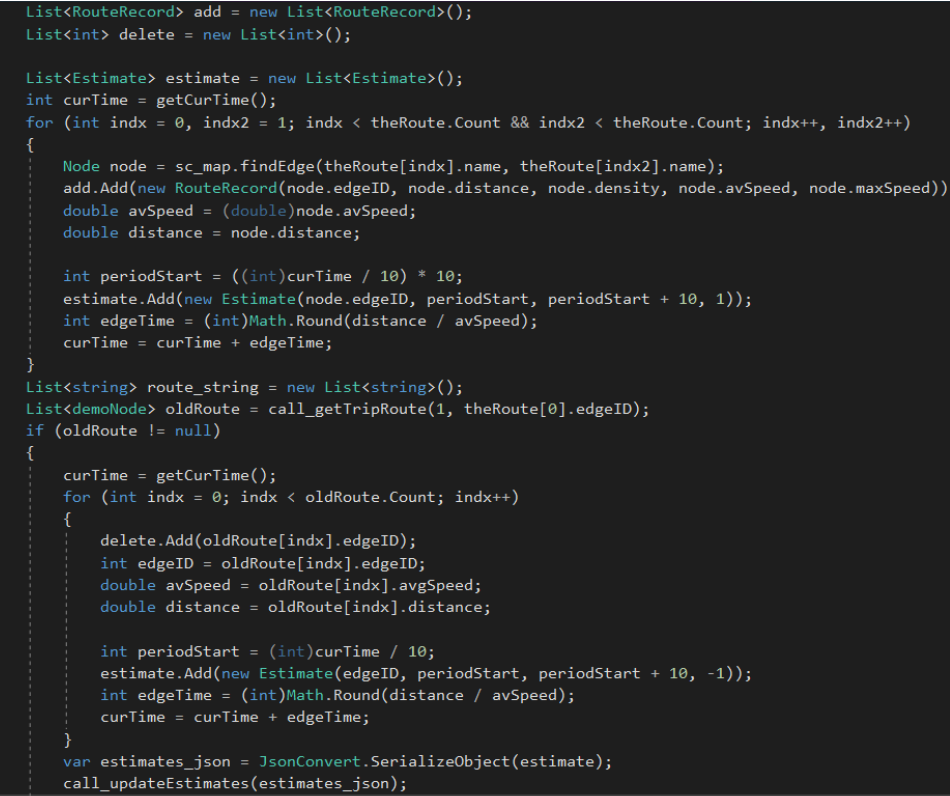 List<RouteRecord> add = new List<RouteRecord>();
List<int> delete = new List<int>();
List<Estimate> estimate = new List<Estimate>();
int curTime = getCurTime();
for (int indx = 0, indx2 = 1; indx < theRoute.Count && indx2 < theRoute.Count; indx++, indx2++)
{
Node node = sc_map.findEdge(theRoute[indx].name, theRoute[indx2].name);
add.Add(new RouteRecord(node.edgeID, node.distance, node.density, node.avSpeed, node.maxSpeed))
double avSpeed = (double)node.avSpeed;
double distance = node.distance;
int periodStart = ((int)curTime / 10) * 10;
estimate.Add(new Estimate(node.edgeID, periodStart, periodStart + 10, 1));
int edgeTime = (int)Math.Round(distance / avSpeed);
curTime = curTime + edgeTime;
}
List<string> route_string = new List<string>();
List<demoNode> oldRoute = call_getTripRoute(1, theRoute[0].edgeID);
if (oldRoute != null)
{
curTime = getCurTime();
for (int indx = 0; indx < oldRoute.Count; indx++)
{
delete.Add(oldRoute[indx].edgeID);
int edgeID = oldRoute[indx].edgeID;
double avSpeed = oldRoute[indx].avgSpeed;
double distance = oldRoute[indx].distance;
int periodStart = (int)curTime / 10;
estimate.Add(new Estimate(edgeID, periodStart, periodStart + 10, -1));
int edgeTime = (int)Math.Round(distance / avSpeed);
curTime = curTime + edgeTime;
}
var estimates_json = JsonConvert.SerializeObject(estimate);
call_updateEstimates(estimates_json);